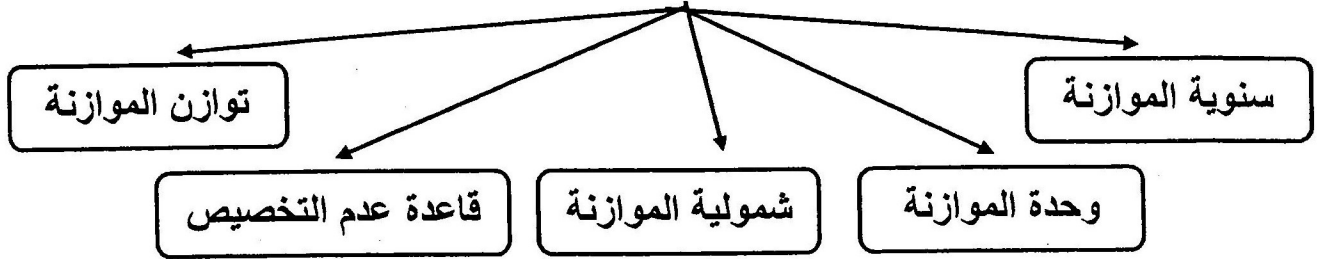 سنوية الموازنة
توازن الموازنة
وحدة الموازنة
شمولية الموازنة
قاعدة عدم التخصيص